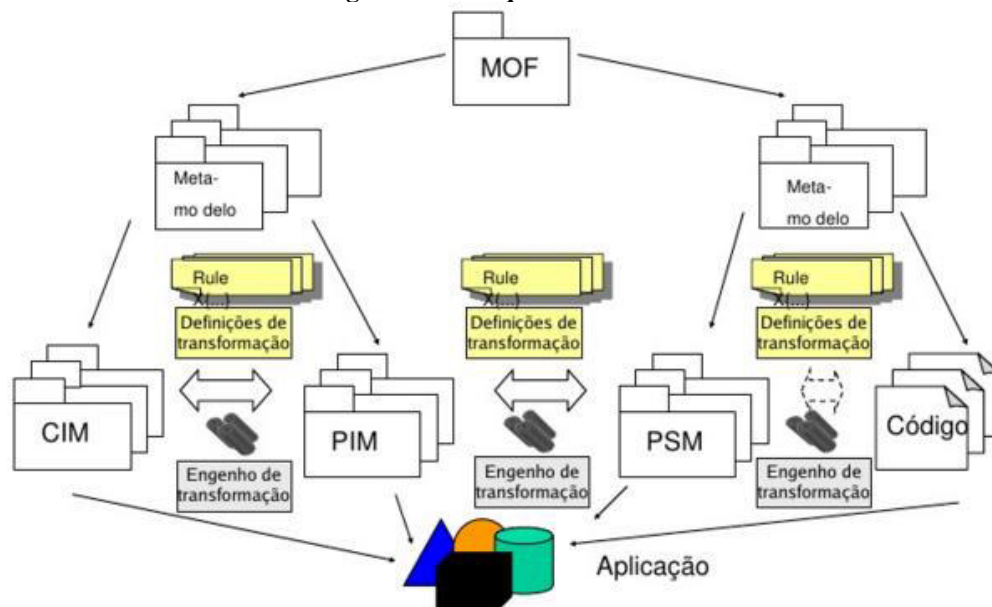 MOF
Meta-
mo delo
Meta-
mo delo
Rule
X(...)
Definições de
transformação
Rule
X(...)
Definições de
transformação
Rule
X(...)
Definições de
transformação
CIM
PIM
PSM
Código
Engenho de
transformação
Engenho de
transformação
Engenho de
transformação
Aplicação